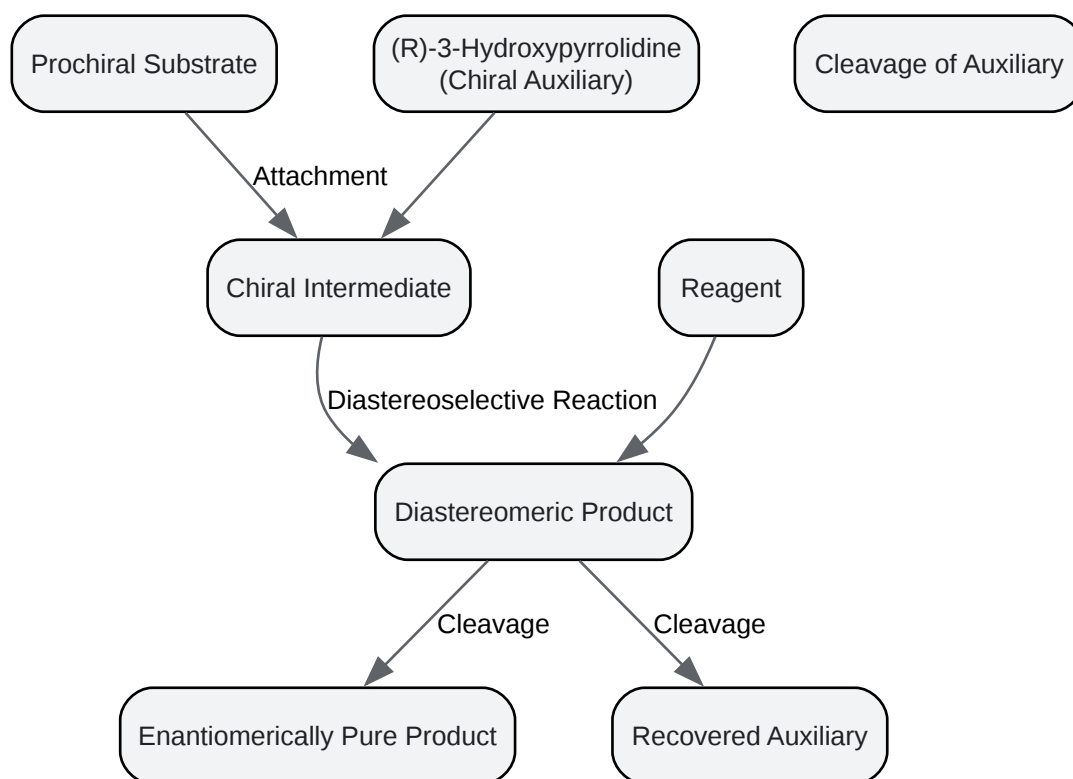 Prochiral Substrate
(R)-3-Hydroxypyrrolidine
(Chiral Auxiliary)
Cleavage of Auxiliary
Attachment
Chiral Intermediate
Reagent
Diastereoselective Reaction
Diastereomeric Product
Cleavage
Cleavage
Enantiomerically Pure Product
Recovered Auxiliary